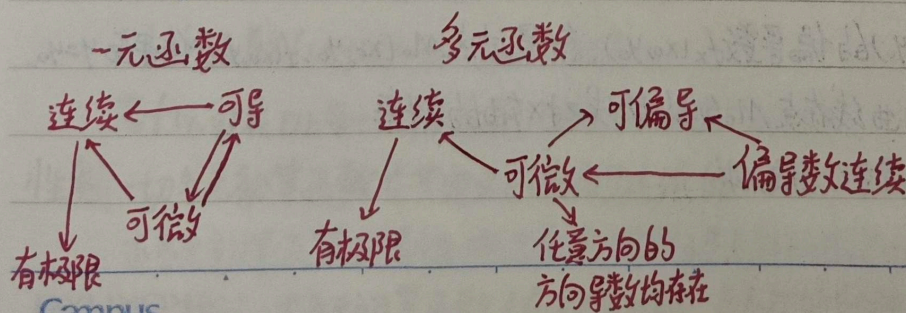 一元函数
多元函数
连续
可导
可微
有极限
连续
可偏导
可微
偏导数连续
有极限
任意方向的
方向导数均存在
Campus